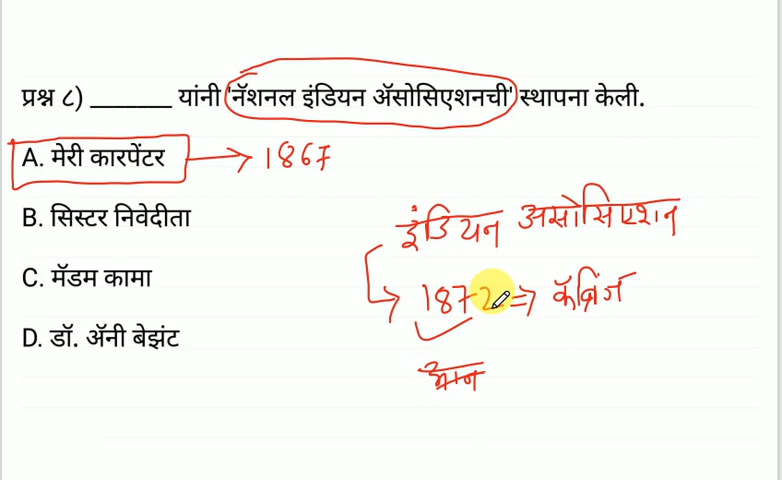 प्रश्न ८) _______ यांनी 'नॅशनल इंडियन ॲसोसिएशनची' स्थापना केली.
A. मेरी कारपेंटर → 1867
B. सिस्टर निवेदीता
इंडियन असोसिएशन
C. मॅडम कामा
→ 1872 ⇒ कॅब्रिंज
D. डॉ. ॲनी बेझंट